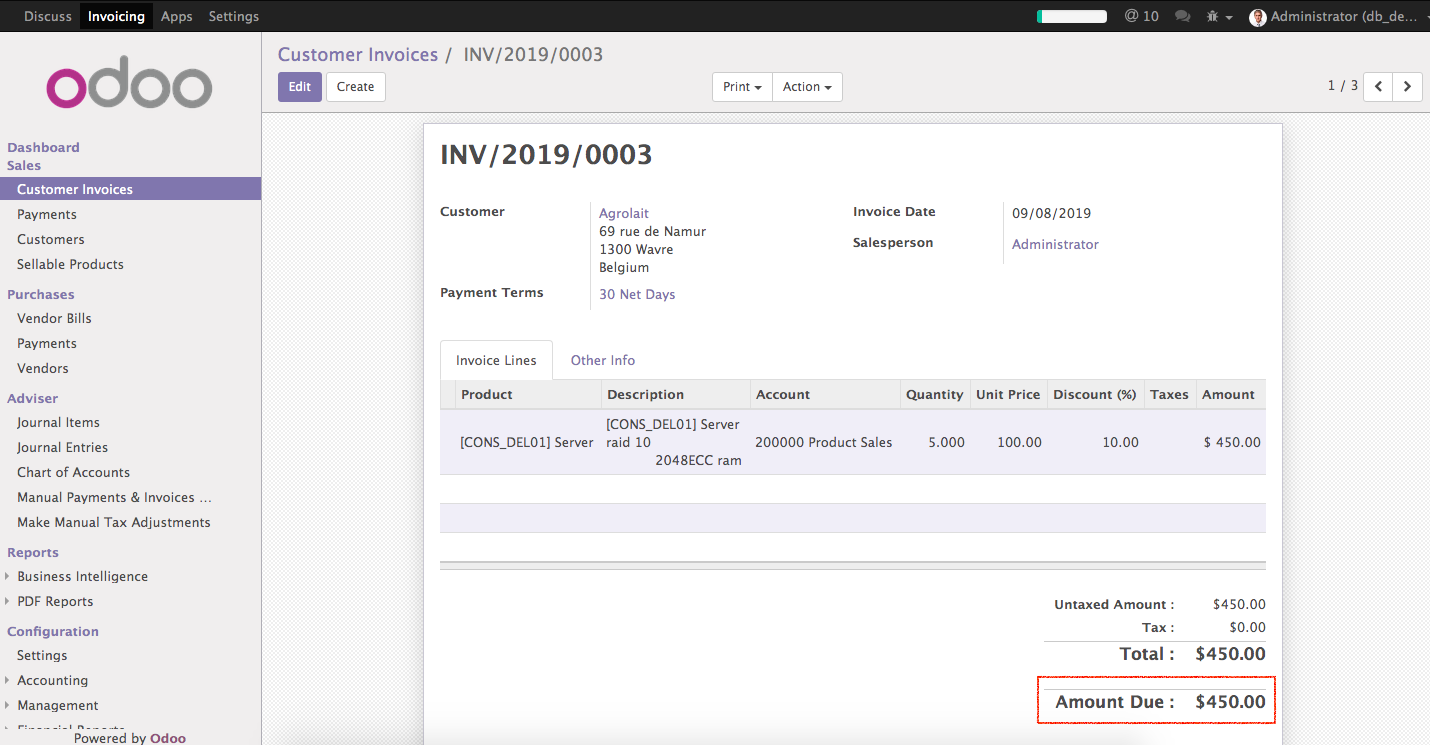 Discuss Invoicing Apps Settings
@ 10 Administrator (db_de...
odoo
Dashboard
Sales
Customer Invoices
Payments
Customers
Sellable Products
Purchases
Vendor Bills
Payments
Vendors
Adviser
Journal Items
Journal Entries
Chart of Accounts
Manual Payments & Invoices ...
Make Manual Tax Adjustments
Reports
Business Intelligence
PDF Reports
Configuration
Settings
Accounting
Management
Financial Reports
Powered by Odoo
Customer Invoices / INV/2019/0003
Edit Create Print Action 1 / 3
INV/2019/0003
Customer Agrolait
69 rue de Namur
1300 Wavre
Belgium
Payment Terms 30 Net Days
Invoice Date 09/08/2019
Salesperson Administrator
Invoice Lines Other Info
Product Description Account Quantity Unit Price Discount (%) Taxes Amount
[CONS_DEL01] Server
[CONS_DEL01] Server
raid 10
2048ECC ram
200000 Product Sales 5.000 100.00 10.00 $ 450.00
Untaxed Amount : $450.00
Tax : $0.00
Total : $450.00
Amount Due : $450.00